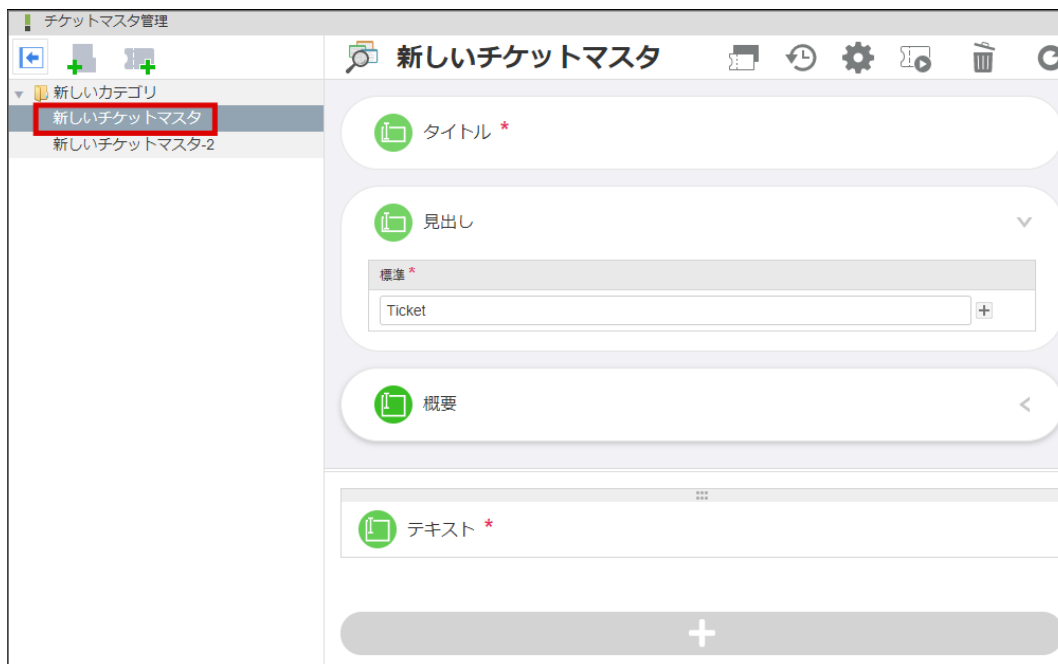 チケットマスタ管理
新しいカテゴリ
新しいチケットマスタ
新しいチケットマスタ-2
新しいチケットマスタ
タイトル *
見出し
標準 *
Ticket
概要
テキスト *